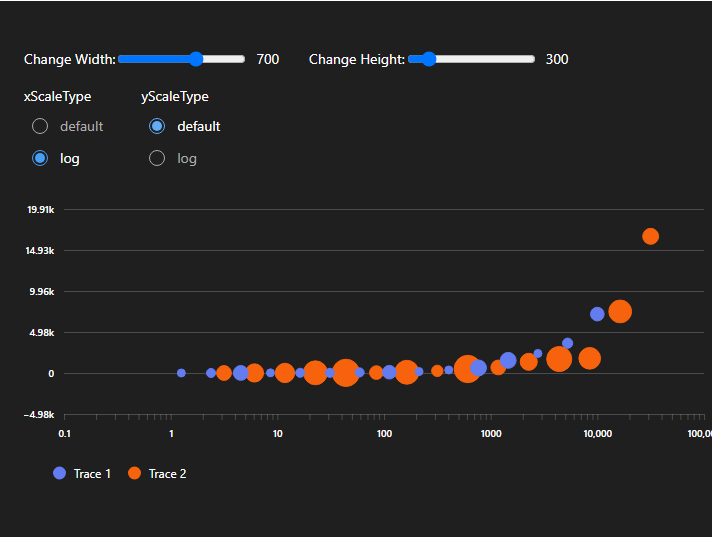 Change Width: 700 Change Height: 300
xScaleType yScaleType
default default
log log
19.91k
14.93k
9.96k
4.98k
0
−4.98k
0.1 1 10 100 1000 10,000 100,00
Trace 1 Trace 2